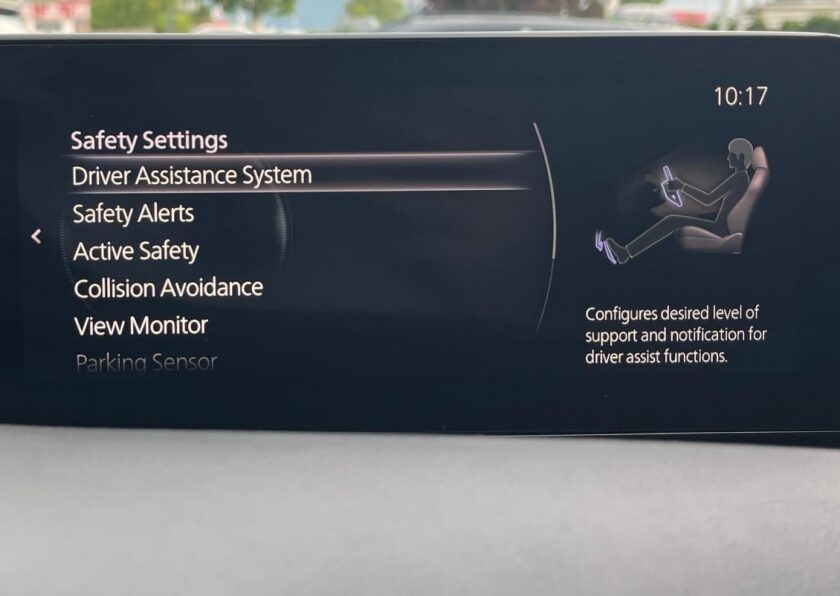 10:17
Safety Settings
Driver Assistance System
Safety Alerts
Active Safety
Collision Avoidance
View Monitor
Parking Sensor
Configures desired level of
support and notification for
driver assist functions.